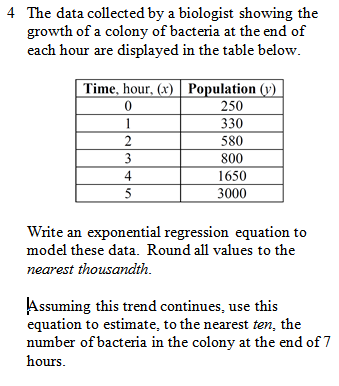 4 The data collected by a biologist showing the
growth of a colony of bacteria at the end of
each hour are displayed in the table below.
Time, hour, (x) Population (y)
0 250
1 330
2 580
3 800
4 1650
5 3000
Write an exponential regression equation to
model these data. Round all values to the
nearest thousandth.
Assuming this trend continues, use this
equation to estimate, to the nearest ten, the
number of bacteria in the colony at the end of 7
hours.